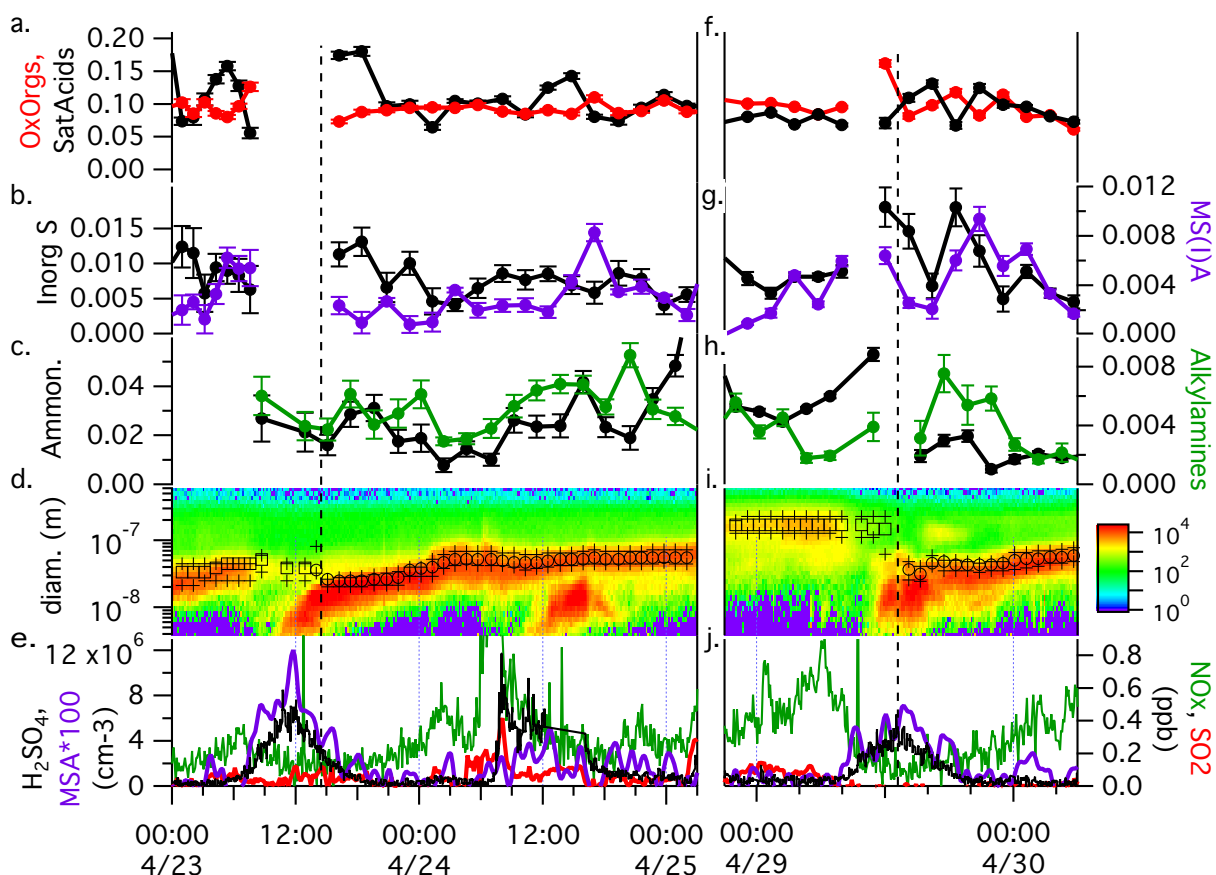 a.
f.
0.20
0.15
0.10
0.05
0.00
OxOrgs,
SatAcids
b.
g.
0.015
0.010
0.005
0.000
Inorg S
0.012
0.008
0.004
0.000
MS(I)A
c.
h.
0.04
0.02
0.00
Ammon.
0.008
0.004
0.000
Alkylamines
d.
i.
10-7
10-8
diam. (m)
10^4
10^2
10^0
e.
j.
12 x10^6
8
4
0
H2SO4,
MSA*100
(cm-3)
0.8
0.6
0.4
0.2
0.0
NOx, SO2
(ppb)
00:00 12:00 00:00 12:00 00:00 00:00 00:00
4/23 4/24 4/25 4/29 4/30